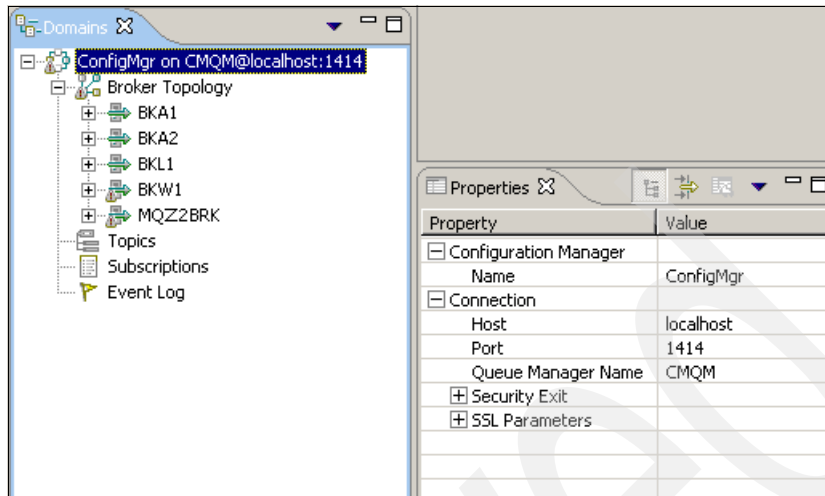 Domains
ConfigMgr on CMQM@localhost:1414
Broker Topology
BKA1
BKA2
BKL1
BKW1
MQZ2BRK
Topics
Subscriptions
Event Log
Properties
Property Value
Configuration Manager
Name ConfigMgr
Connection
Host localhost
Port 1414
Queue Manager Name CMQM
Security Exit
SSL Parameters